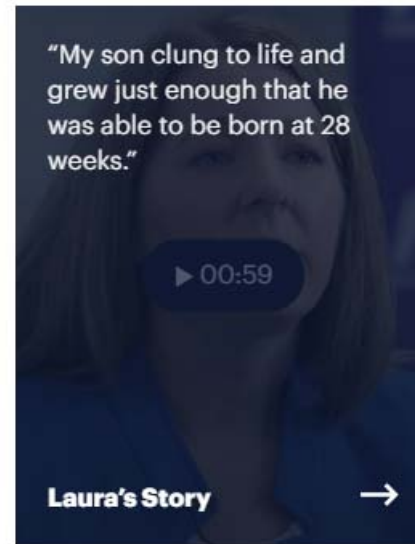 “My son clung to life and
grew just enough that he
was able to be born at 28
weeks.”
00:59
Laura’s Story